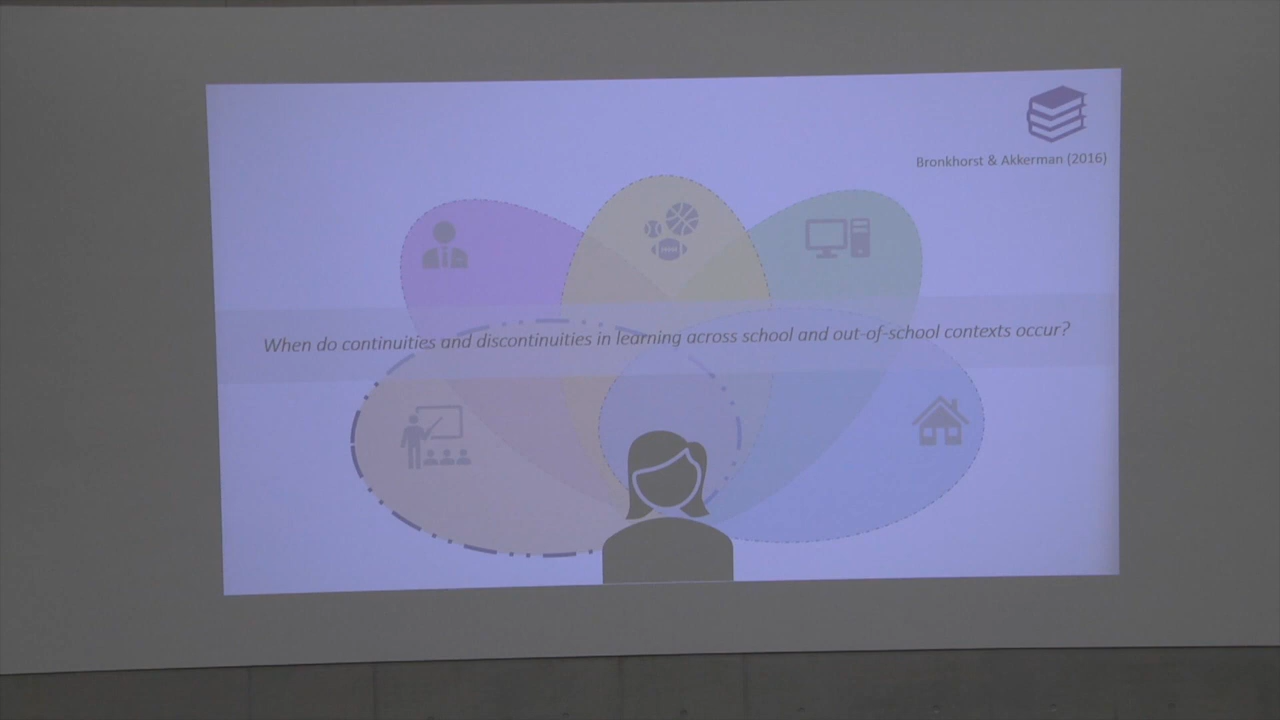 Bronkhorst & Akkerman (2016)
When do continuities and discontinuities in learning across school and out-of-school contexts occur?